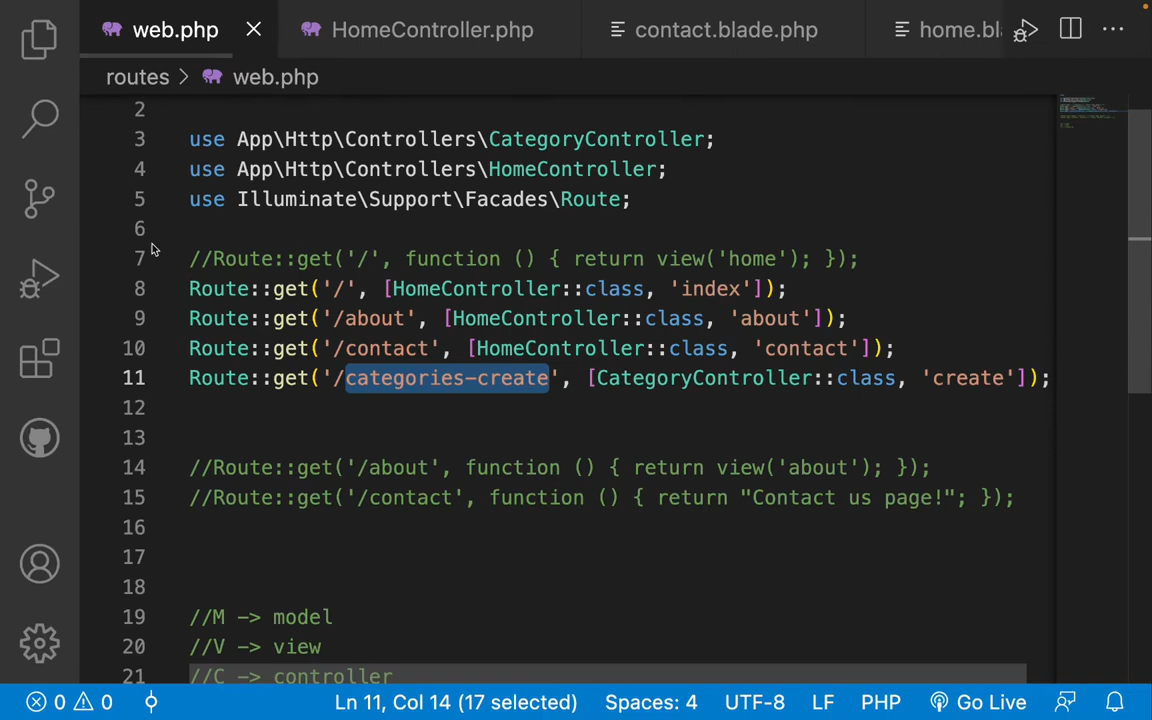 web.php
HomeController.php
contact.blade.php
home.bl
routes > web.php
2
3 use App\Http\Controllers\CategoryController;
4 use App\Http\Controllers\HomeController;
5 use Illuminate\Support\Facades\Route;
6
7 //Route::get('/', function () { return view('home'); });
8 Route::get('/', [HomeController::class, 'index']);
9 Route::get('/about', [HomeController::class, 'about']);
10 Route::get('/contact', [HomeController::class, 'contact']);
11 Route::get('/categories-create', [CategoryController::class, 'create']);
12
13
14 //Route::get('/about', function () { return view('about'); });
15 //Route::get('/contact', function () { return "Contact us page!"; });
16
17
18
19 //M -> model
20 //V -> view
21 //C -> controller
0 0 Ln 11, Col 14 (17 selected) Spaces: 4 UTF-8 LF PHP Go Live